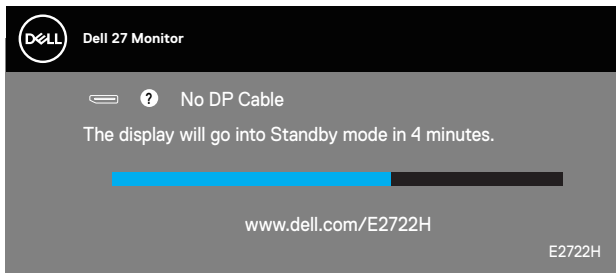 DELL
Dell 27 Monitor
? No DP Cable
The display will go into Standby mode in 4 minutes.
www.dell.com/E2722H
E2722H